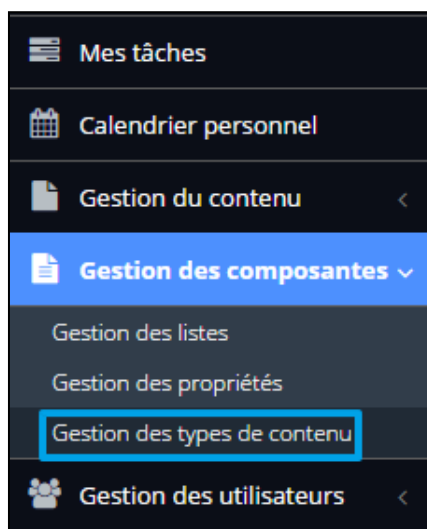 Mes tâches
Calendrier personnel
Gestion du contenu
Gestion des composantes
Gestion des listes
Gestion des propriétés
Gestion des types de contenu
Gestion des utilisateurs